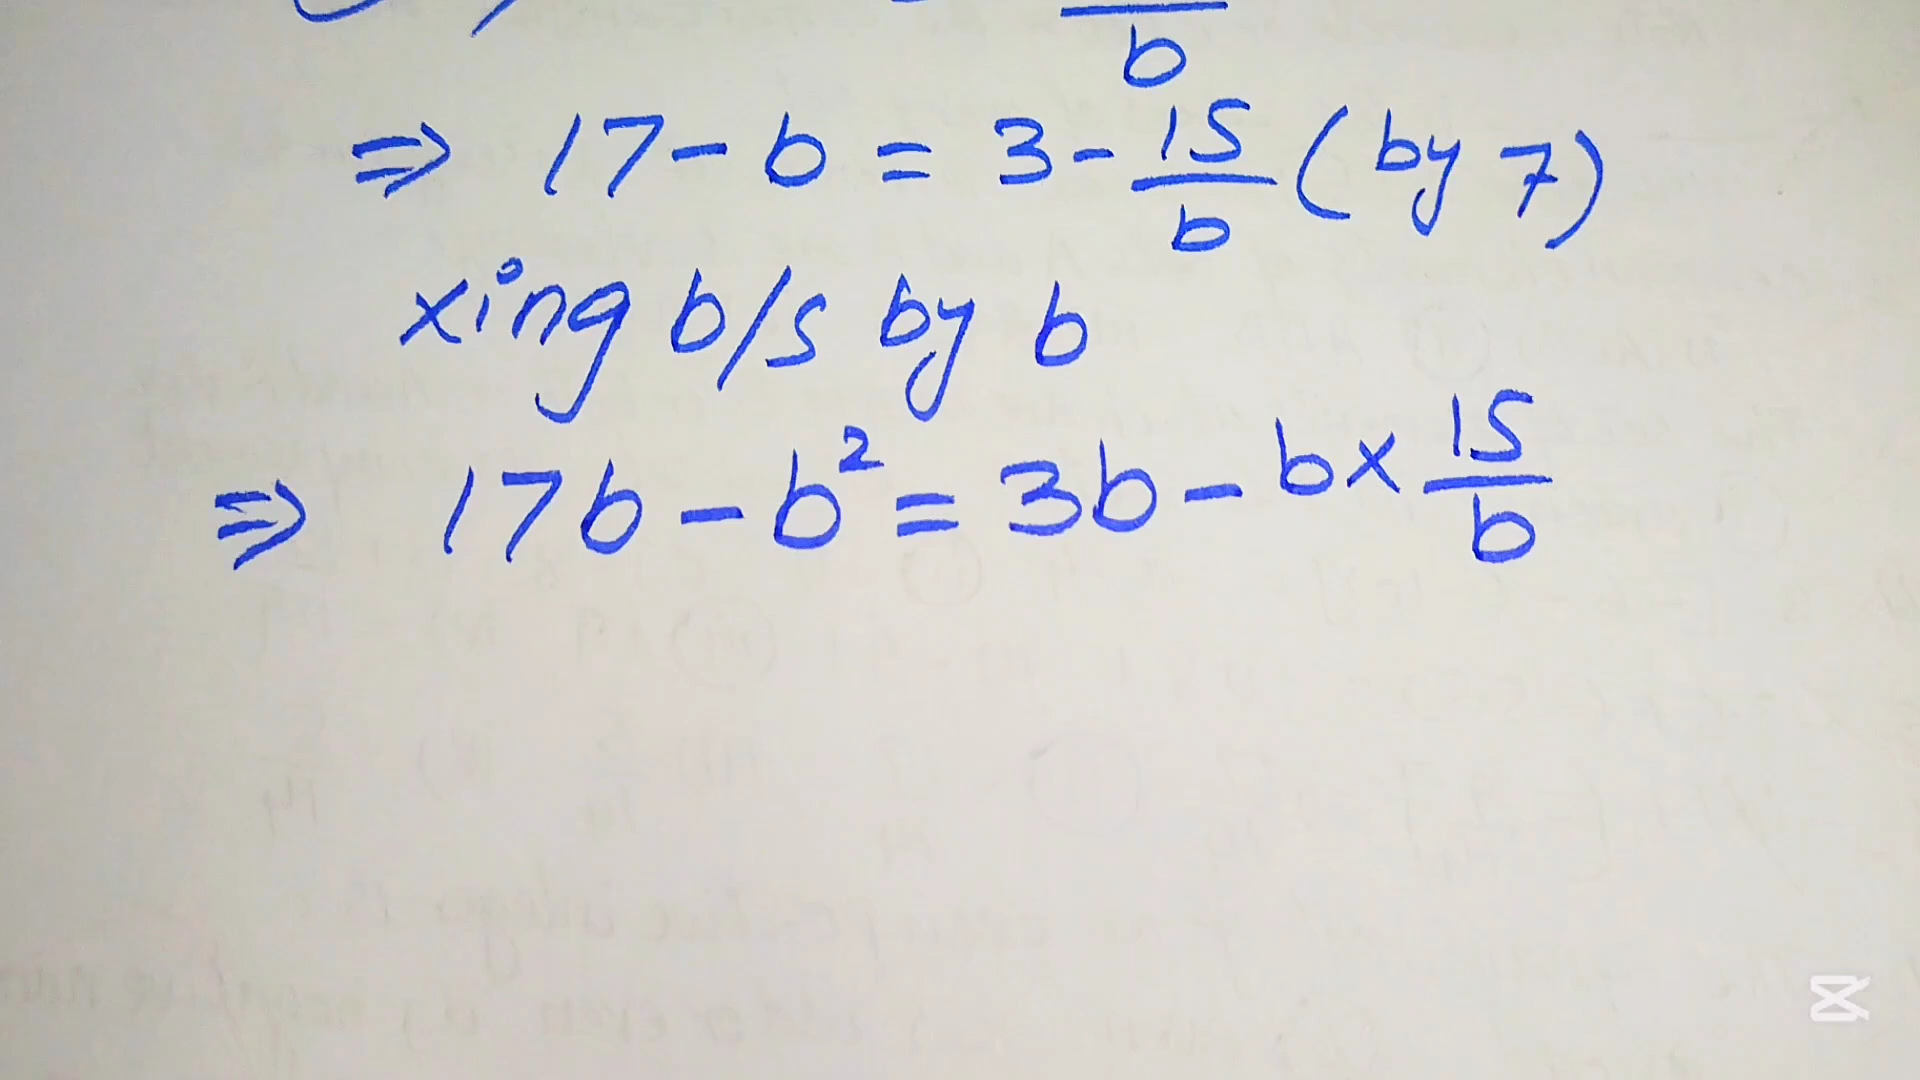 b
⇒ 17 - b = 3 - 15/b (by 7)
xing b/s by b
⇒ 17b - b² = 3b - b × 15/b